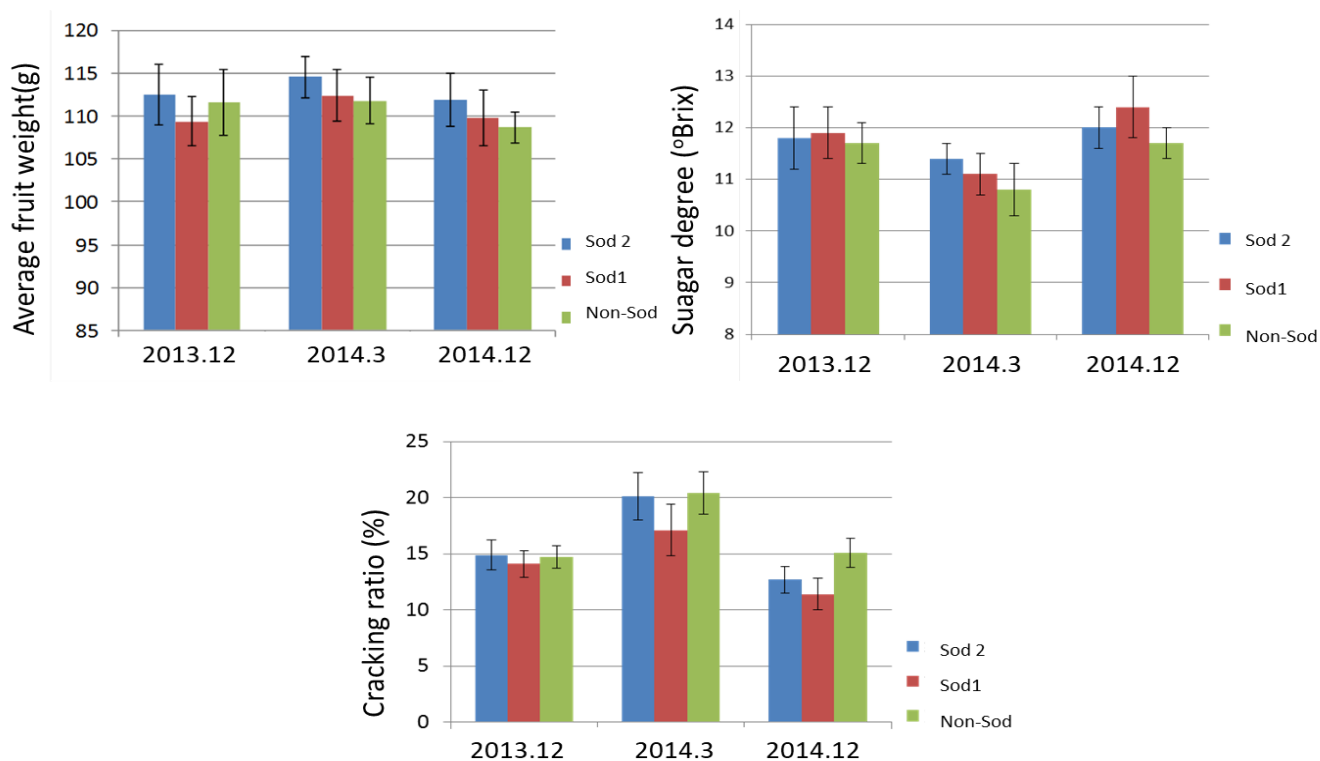 Average fruit weight(g)
120
115
110
105
100
95
90
85
2013.12 2014.3 2014.12
Sod 2
Sod1
Non-Sod
Suagar degree (ºBrix)
14
13
12
11
10
9
8
2013.12 2014.3 2014.12
Sod 2
Sod1
Non-Sod
Cracking ratio (%)
25
20
15
10
5
0
2013.12 2014.3 2014.12
Sod 2
Sod1
Non-Sod